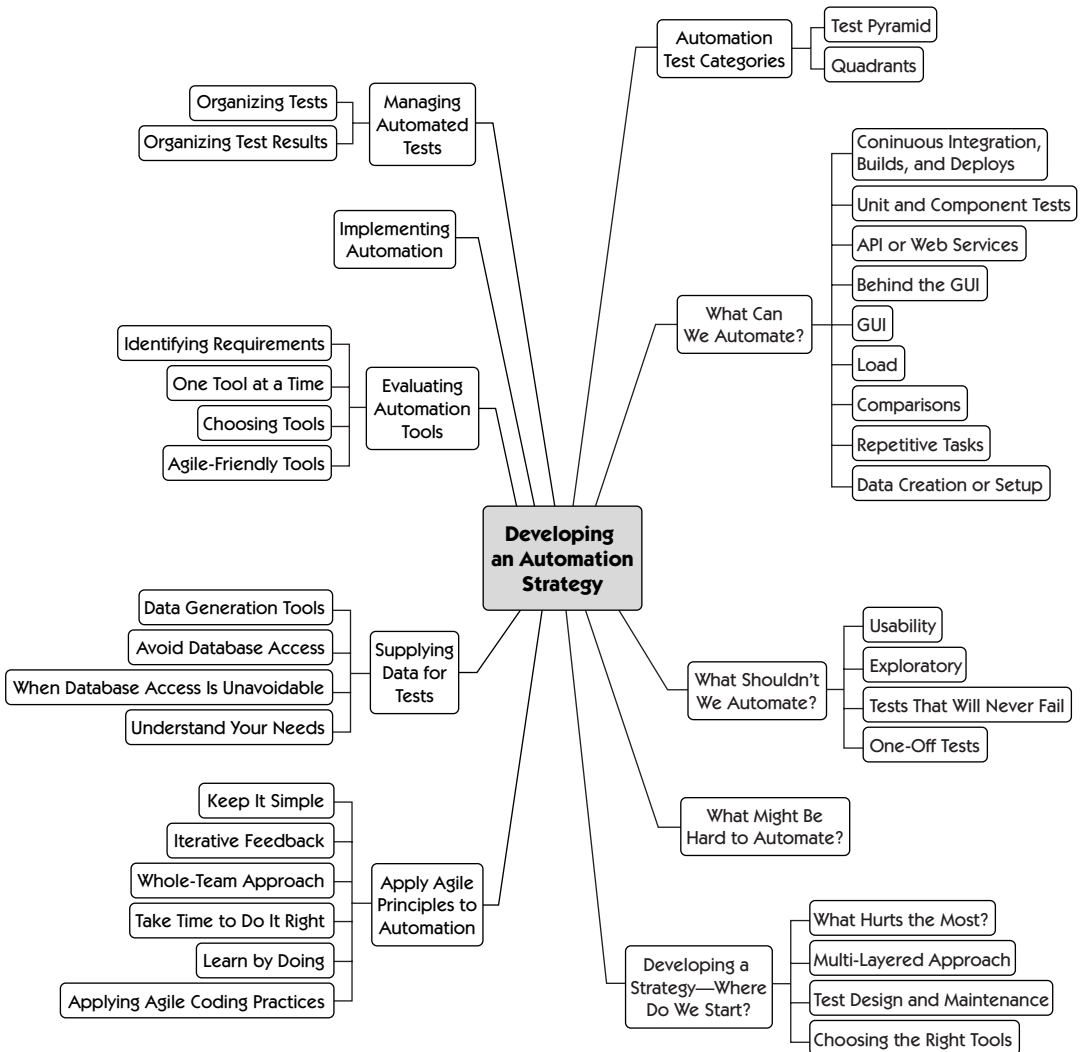 Developing
an Automation
Strategy
Automation
Test Categories
Test Pyramid
Quadrants
What Can
We Automate?
Coninuous Integration,
Builds, and Deploys
Unit and Component Tests
API or Web Services
Behind the GUI
GUI
Load
Comparisons
Repetitive Tasks
Data Creation or Setup
What Shouldn't
We Automate?
Usability
Exploratory
Tests That Will Never Fail
One-Off Tests
What Might Be
Hard to Automate?
Developing a
Strategy—Where
Do We Start?
What Hurts the Most?
Multi-Layered Approach
Test Design and Maintenance
Choosing the Right Tools
Apply Agile
Principles to
Automation
Keep It Simple
Iterative Feedback
Whole-Team Approach
Take Time to Do It Right
Learn by Doing
Applying Agile Coding Practices
Supplying
Data for
Tests
Data Generation Tools
Avoid Database Access
When Database Access Is Unavoidable
Understand Your Needs
Evaluating
Automation
Tools
Identifying Requirements
One Tool at a Time
Choosing Tools
Agile-Friendly Tools
Implementing
Automation
Managing
Automated
Tests
Organizing Tests
Organizing Test Results